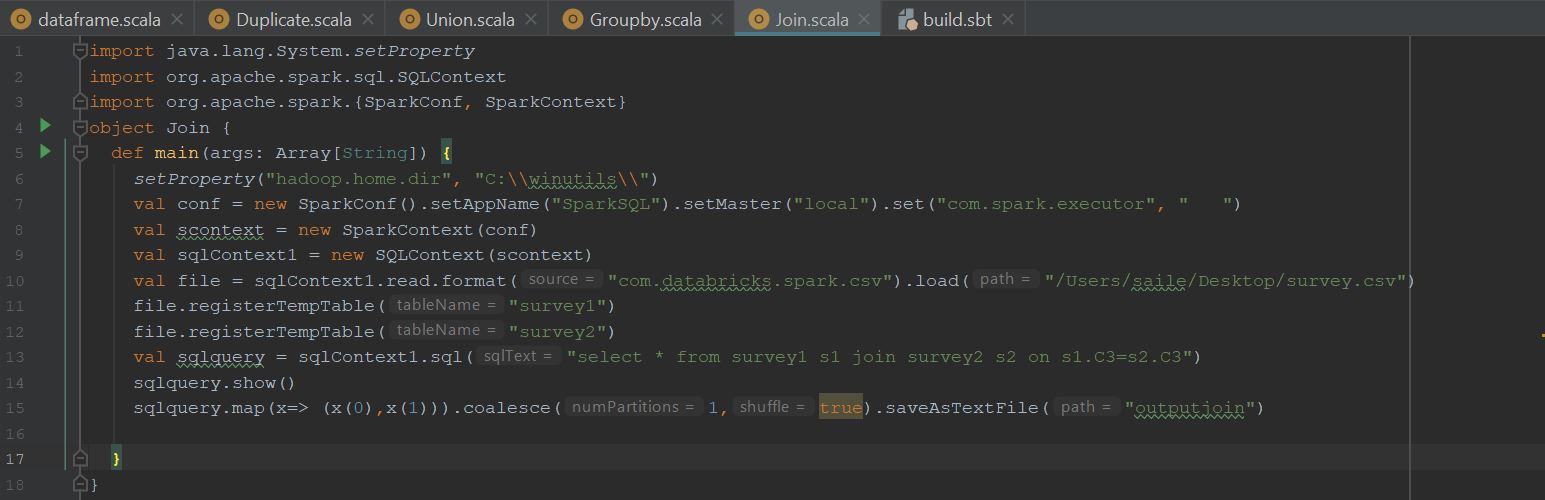 dataframe.scala Duplicate.scala Union.scala Groupby.scala Join.scala build.sbt
1 import java.lang.System.setProperty
2 import org.apache.spark.sql.SQLContext
3 import org.apache.spark.{SparkConf, SparkContext}
4 object Join {
5 def main(args: Array[String]) {
6 setProperty("hadoop.home.dir", "C:\\winutils\\")
7 val conf = new SparkConf().setAppName("SparkSQL").setMaster("local").set("com.spark.executor", "   ")
8 val scontext = new SparkContext(conf)
9 val sqlContext1 = new SQLContext(scontext)
10 val file = sqlContext1.read.format( source = "com.databricks.spark.csv").load( path = "/Users/saile/Desktop/survey.csv")
11 file.registerTempTable( tableName = "survey1")
12 file.registerTempTable( tableName = "survey2")
13 val sqlquery = sqlContext1.sql( sqlText = "select * from survey1 s1 join survey2 s2 on s1.C3=s2.C3")
14 sqlquery.show()
15 sqlquery.map(x=> (x(0),x(1))).coalesce( numPartitions = 1, shuffle = true).saveAsTextFile( path = "outputjoin")
16
17 }
18 }